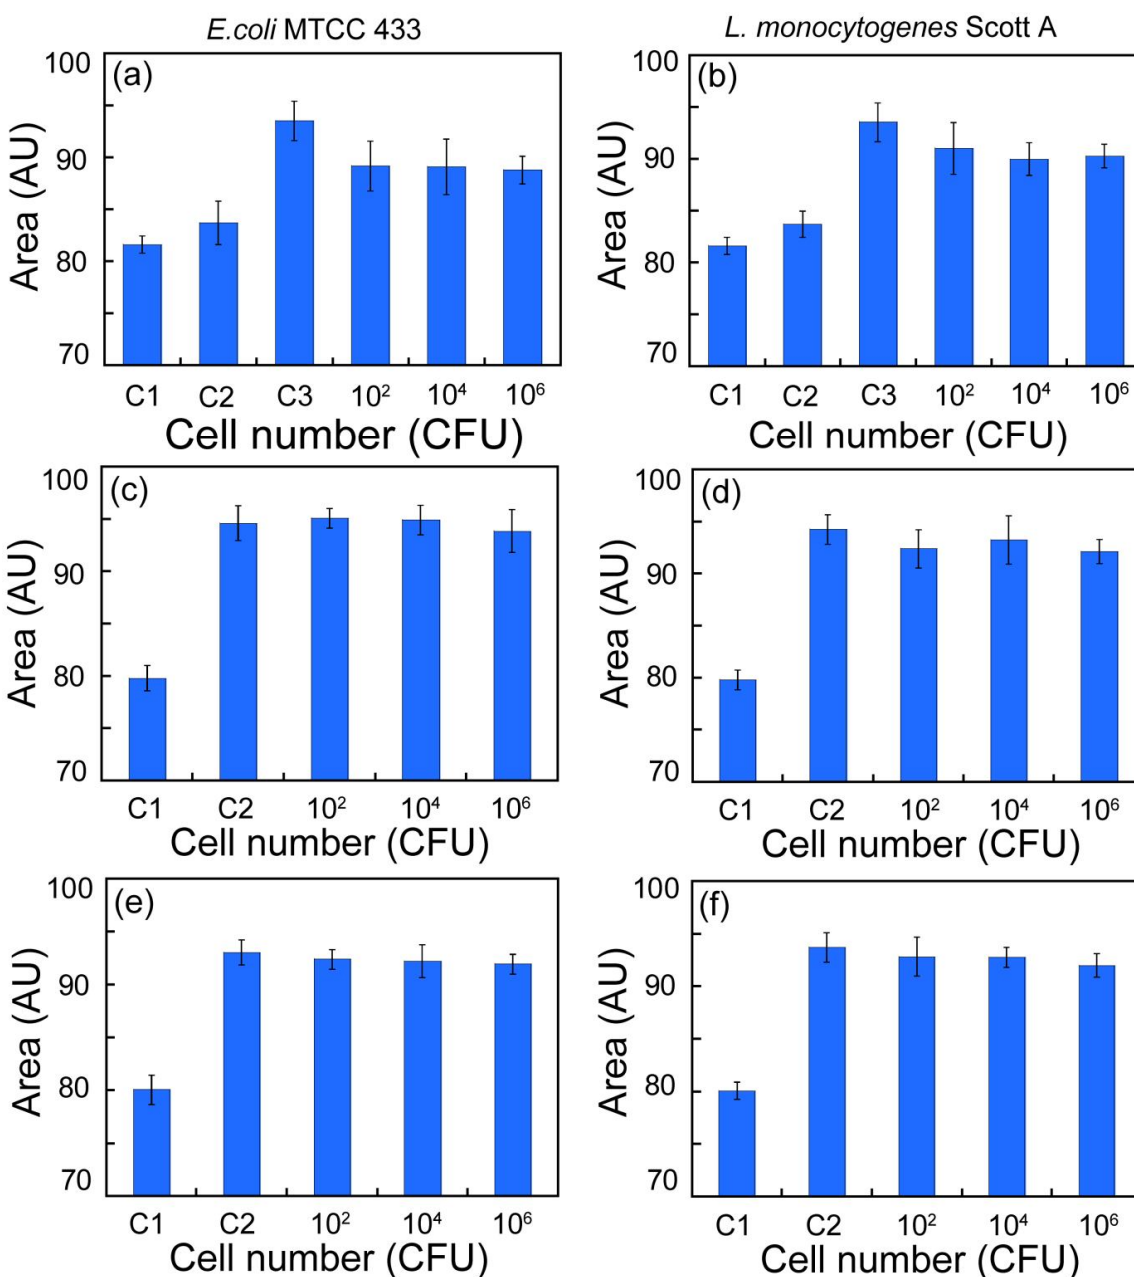 E.coli MTCC 433
L. monocytogenes Scott A
(a)
100
90
80
70
Area (AU)
C1 C2 C3 10² 10⁴ 10⁶
Cell number (CFU)
(b)
100
90
80
70
Area (AU)
C1 C2 C3 10² 10⁴ 10⁶
Cell number (CFU)
(c)
100
90
80
70
Area (AU)
C1 C2 10² 10⁴ 10⁶
Cell number (CFU)
(d)
100
90
80
70
Area (AU)
C1 C2 10² 10⁴ 10⁶
Cell number (CFU)
(e)
100
90
80
70
Area (AU)
C1 C2 10² 10⁴ 10⁶
Cell number (CFU)
(f)
100
90
80
70
Area (AU)
C1 C2 10² 10⁴ 10⁶
Cell number (CFU)